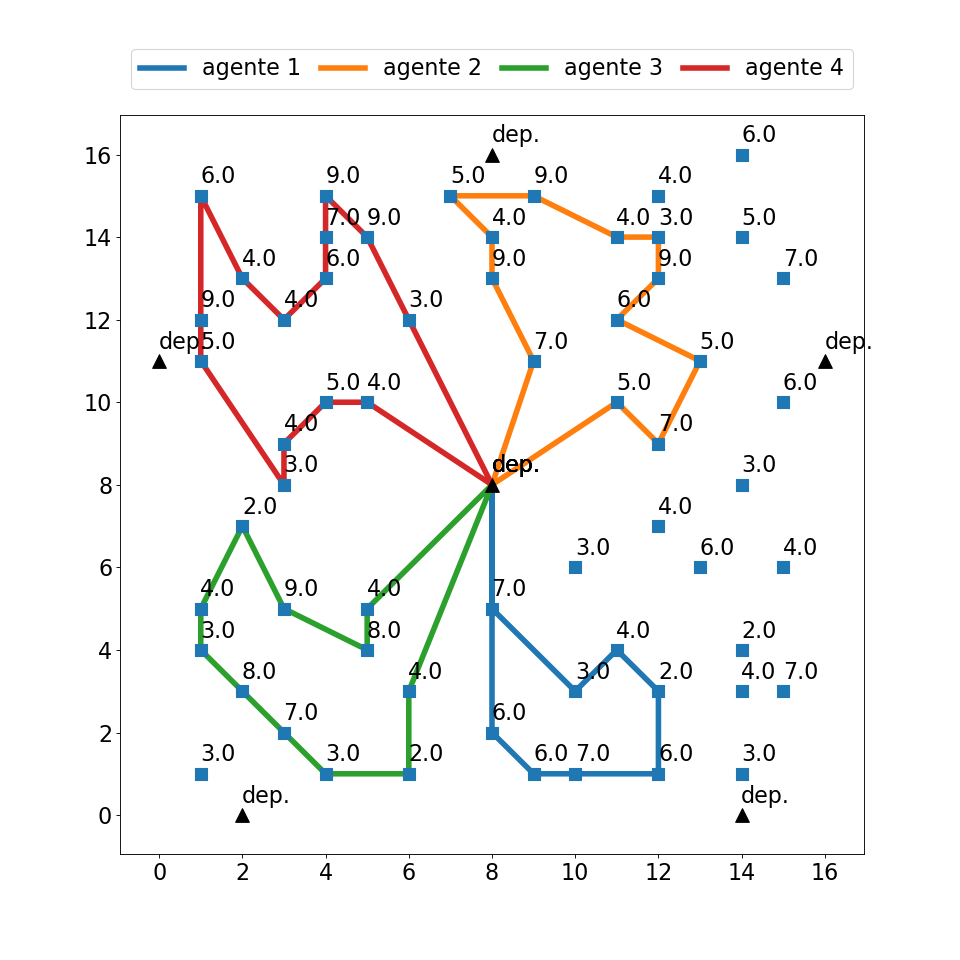 agente 1 agente 2 agente 3 agente 4
6.0
dep.
16
6.0 9.0 5.0 9.0 4.0
7.0 9.0 4.0 4.0 3.0 5.0
14
4.0 6.0 9.0 9.0 7.0
9.0 4.0 3.0 6.0
12
dep. 5.0 7.0 5.0 dep.
5.0 4.0 5.0 6.0
10
4.0 7.0
3.0 dep. 3.0
8
2.0 4.0
3.0 6.0 4.0
6
4.0 9.0 4.0 7.0
3.0 8.0 4.0 2.0
4
8.0 4.0 3.0 2.0 4.0 7.0
7.0 6.0
2
3.0 3.0 2.0 6.0 7.0 6.0 3.0
dep. dep.
0
0 2 4 6 8 10 12 14 16